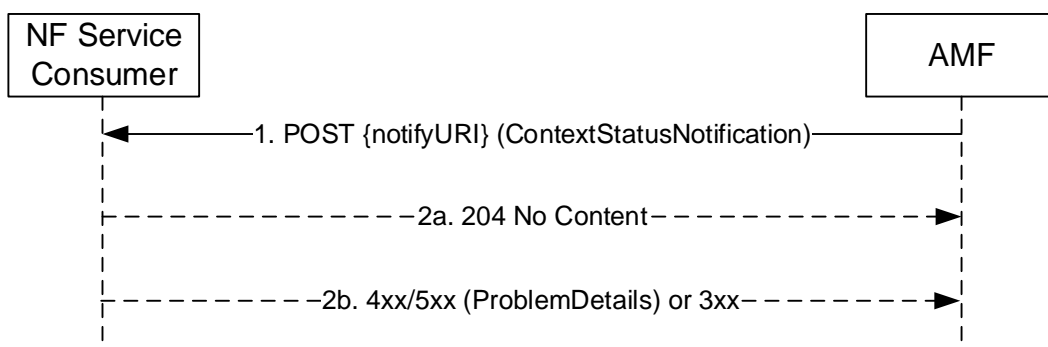 NF Service
Consumer
AMF
1. POST {notifyURI} (ContextStatusNotification)
2a. 204 No Content
2b. 4xx/5xx (ProblemDetails) or 3xx